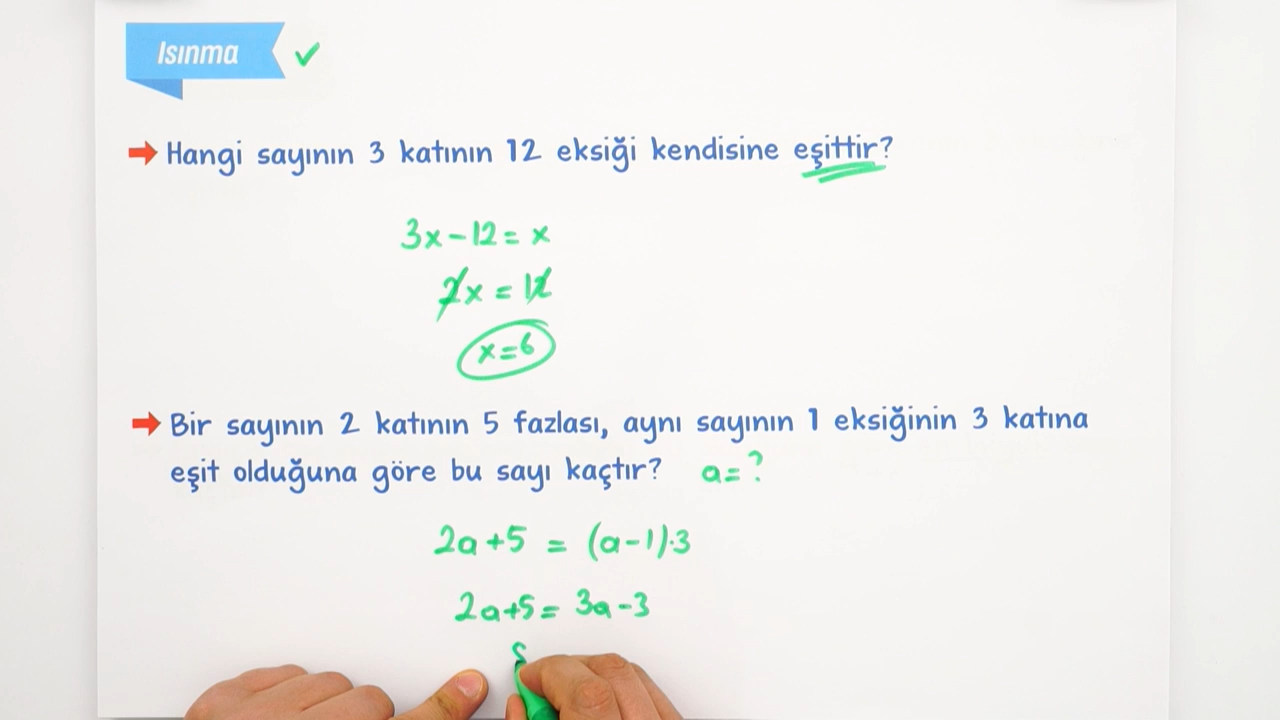 Isınma
Hangi sayının 3 katının 12 eksiği kendisine eşittir?
3x-12=x
2x=12
x=6
Bir sayının 2 katının 5 fazlası, aynı sayının 1 eksiğinin 3 katına
eşit olduğuna göre bu sayı kaçtır? a=?
2a+5=(a-1).3
2a+5=3a-3